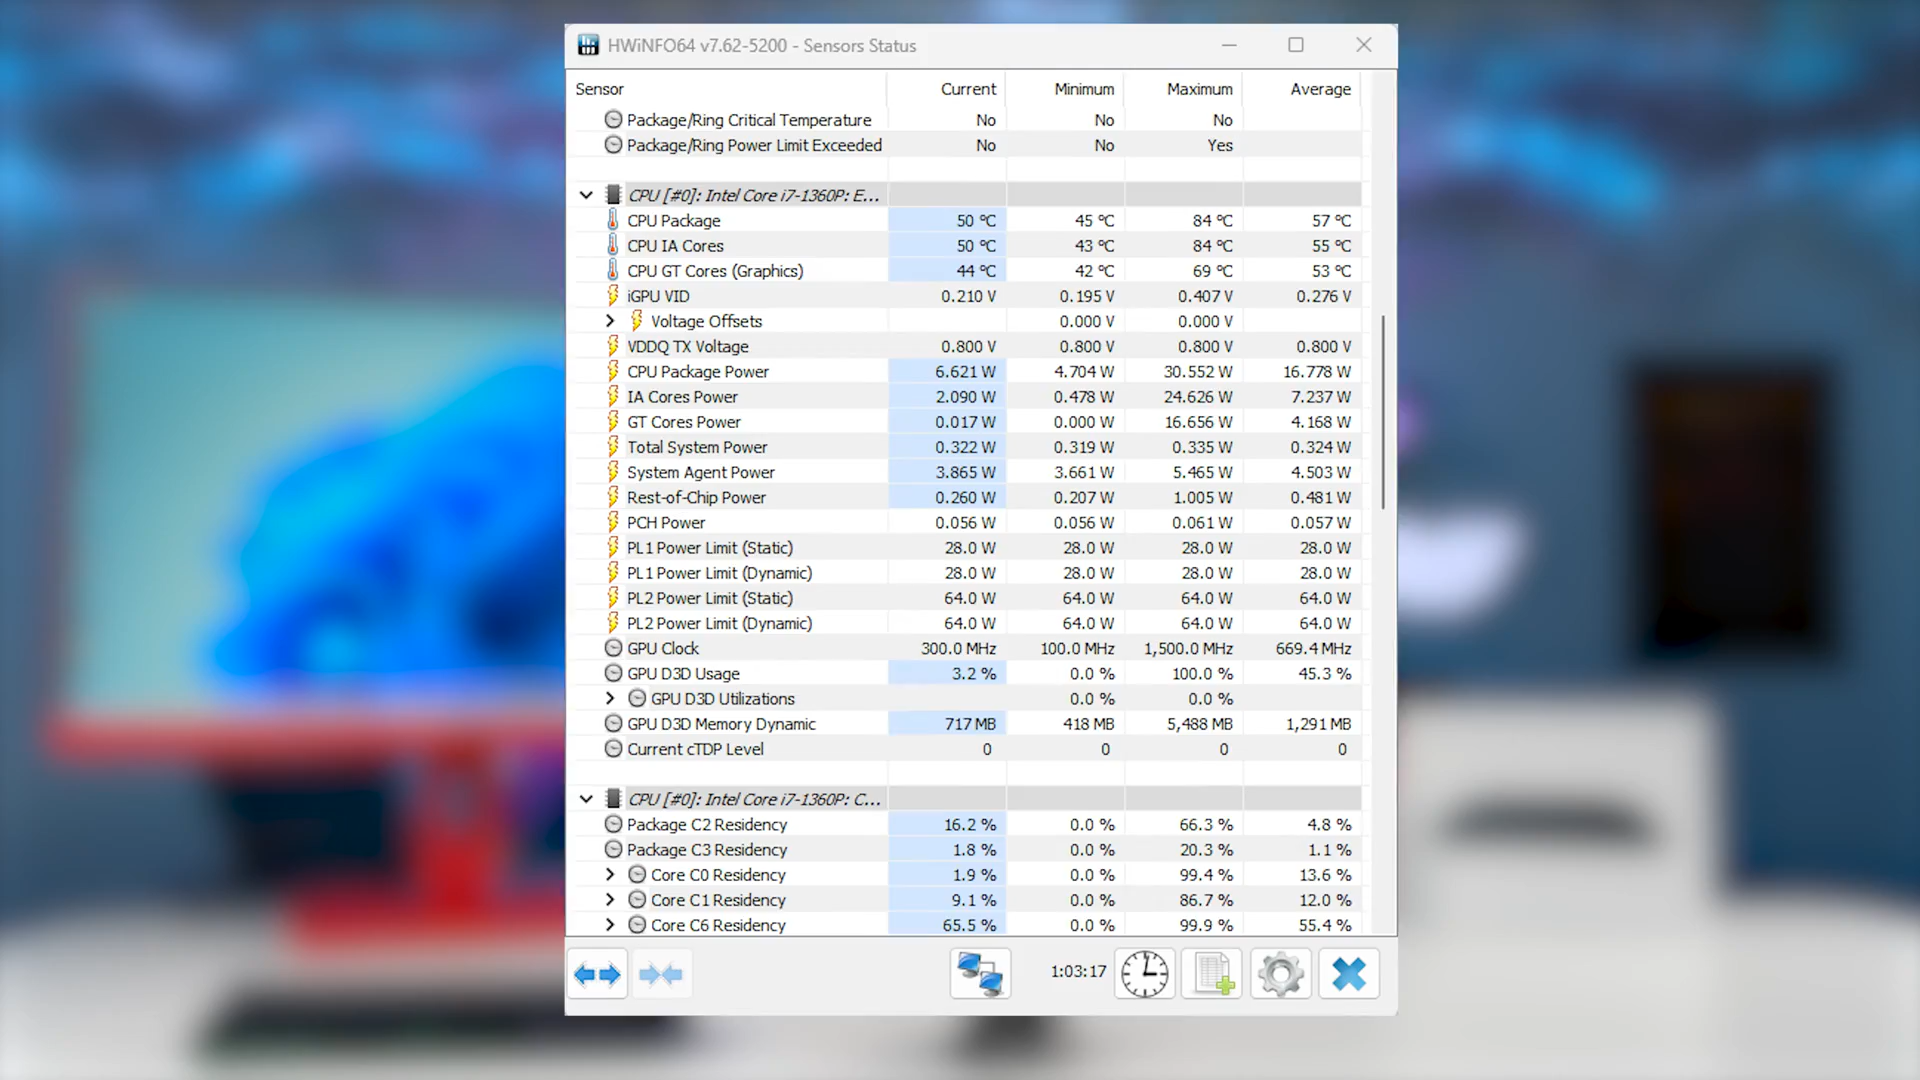 HWiNFO64 v7.62-5200 - Sensors Status
Sensor Current Minimum Maximum Average
Package/Ring Critical Temperature No No No
Package/Ring Power Limit Exceeded No No Yes
CPU [#0]: Intel Core i7-1360P: E...
CPU Package 50 °C 45 °C 84 °C 57 °C
CPU IA Cores 50 °C 43 °C 84 °C 55 °C
CPU GT Cores (Graphics) 44 °C 42 °C 69 °C 53 °C
iGPU VID 0.210 V 0.195 V 0.407 V 0.276 V
Voltage Offsets 0.000 V 0.000 V
VDDQ TX Voltage 0.800 V 0.800 V 0.800 V 0.800 V
CPU Package Power 6.621 W 4.704 W 30.552 W 16.778 W
IA Cores Power 2.090 W 0.478 W 24.626 W 7.237 W
GT Cores Power 0.017 W 0.000 W 16.656 W 4.168 W
Total System Power 0.322 W 0.319 W 0.335 W 0.324 W
System Agent Power 3.865 W 3.661 W 5.465 W 4.503 W
Rest-of-Chip Power 0.260 W 0.207 W 1.005 W 0.481 W
PCH Power 0.056 W 0.056 W 0.061 W 0.057 W
PL1 Power Limit (Static) 28.0 W 28.0 W 28.0 W 28.0 W
PL1 Power Limit (Dynamic) 28.0 W 28.0 W 28.0 W 28.0 W
PL2 Power Limit (Static) 64.0 W 64.0 W 64.0 W 64.0 W
PL2 Power Limit (Dynamic) 64.0 W 64.0 W 64.0 W 64.0 W
GPU Clock 300.0 MHz 100.0 MHz 1,500.0 MHz 669.4 MHz
GPU D3D Usage 3.2 % 0.0 % 100.0 % 45.3 %
GPU D3D Utilizations 0.0 % 0.0 %
GPU D3D Memory Dynamic 717 MB 418 MB 5,488 MB 1,291 MB
Current cTDP Level 0 0 0 0
CPU [#0]: Intel Core i7-1360P: C...
Package C2 Residency 16.2 % 0.0 % 66.3 % 4.8 %
Package C3 Residency 1.8 % 0.0 % 20.3 % 1.1 %
Core C0 Residency 1.9 % 0.0 % 99.4 % 13.6 %
Core C1 Residency 9.1 % 0.0 % 86.7 % 12.0 %
Core C6 Residency 65.5 % 0.0 % 99.9 % 55.4 %
1:03:17